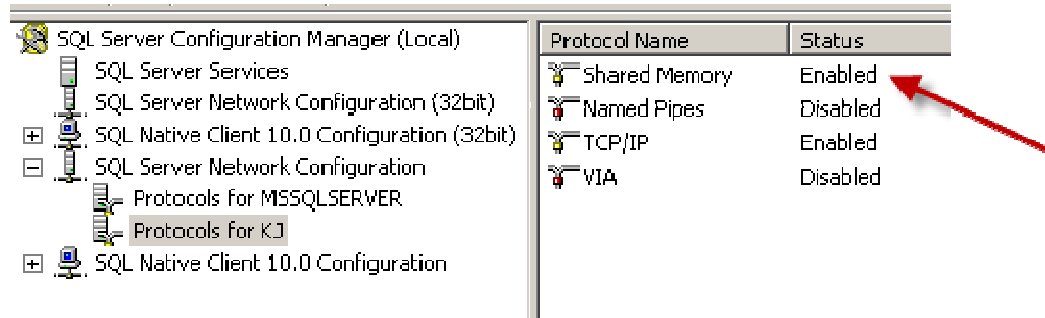 SQL Server Configuration Manager (Local)
SQL Server Services
SQL Server Network Configuration (32bit)
SQL Native Client 10.0 Configuration (32bit)
SQL Server Network Configuration
Protocols for MSSQLSERVER
Protocols for KJ
SQL Native Client 10.0 Configuration
Protocol Name Status
Shared Memory Enabled
Named Pipes Disabled
TCP/IP Enabled
VIA Disabled